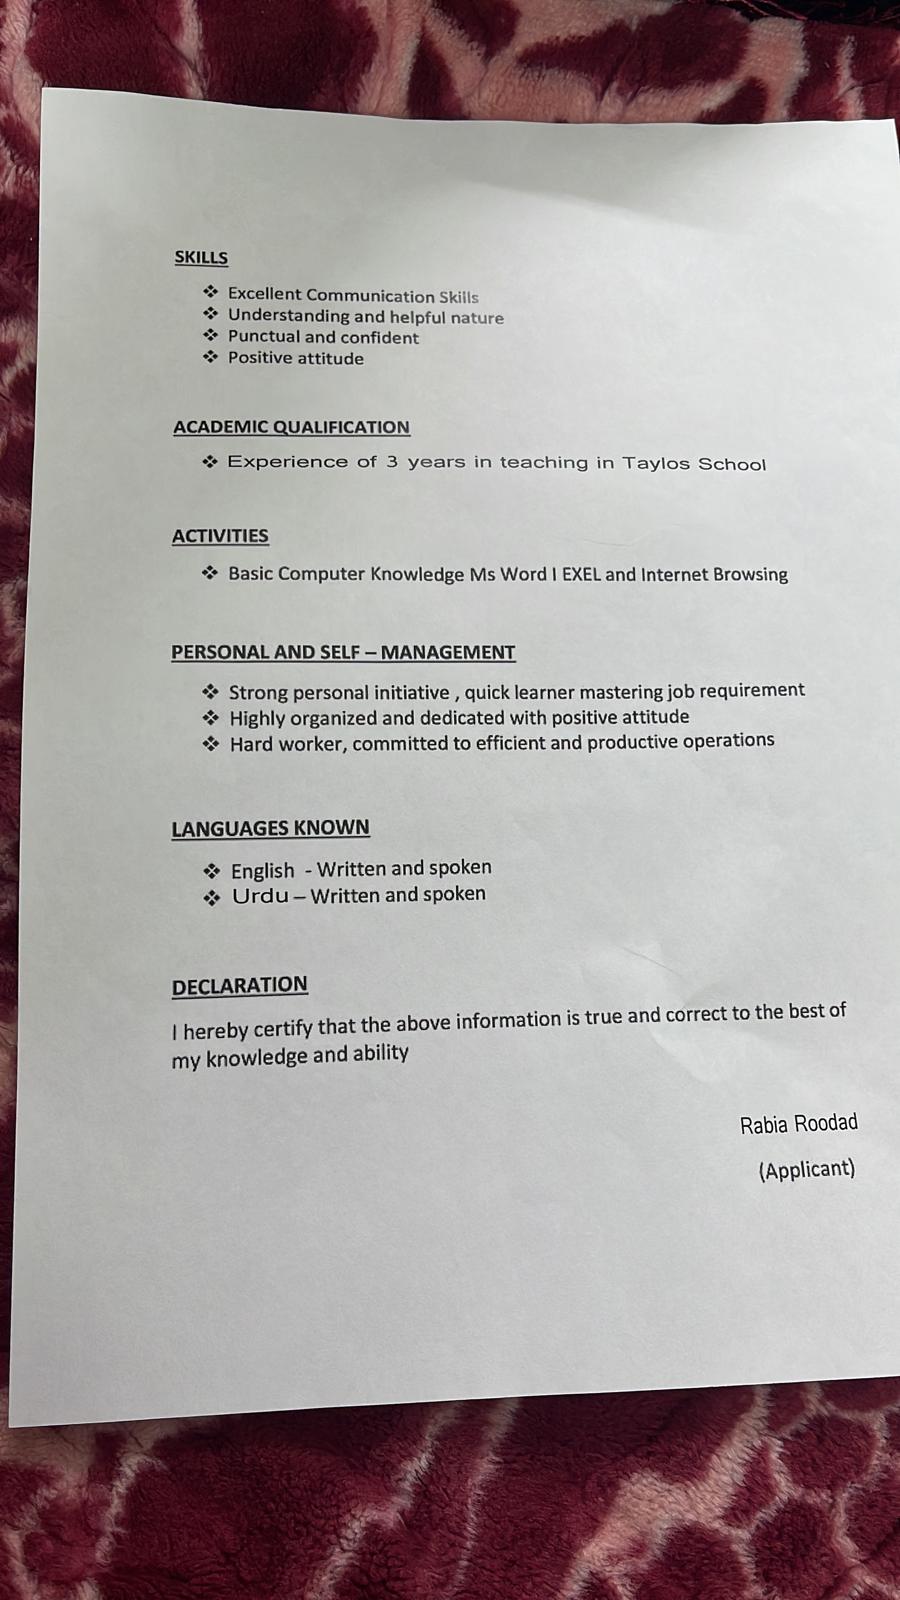 SKILLS
❖ Excellent Communication Skills
❖ Understanding and helpful nature
❖ Punctual and confident
❖ Positive attitude
ACADEMIC QUALIFICATION
❖ Experience of 3 years in teaching in Taylos School
ACTIVITIES
❖ Basic Computer Knowledge Ms Word I EXEL and Internet Browsing
PERSONAL AND SELF – MANAGEMENT
❖ Strong personal initiative , quick learner mastering job requirement
❖ Highly organized and dedicated with positive attitude
❖ Hard worker, committed to efficient and productive operations
LANGUAGES KNOWN
❖ English - Written and spoken
❖ Urdu – Written and spoken
DECLARATION
I hereby certify that the above information is true and correct to the best of
my knowledge and ability
Rabia Roodad
(Applicant)